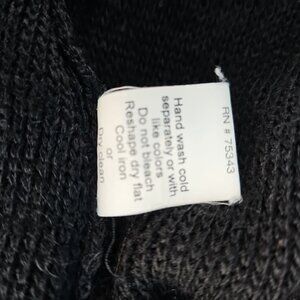 RN # 75343
Hand wash cold
separately or with
like colors
Do not bleach
Reshape dry flat
Cool iron
or
Dry clean